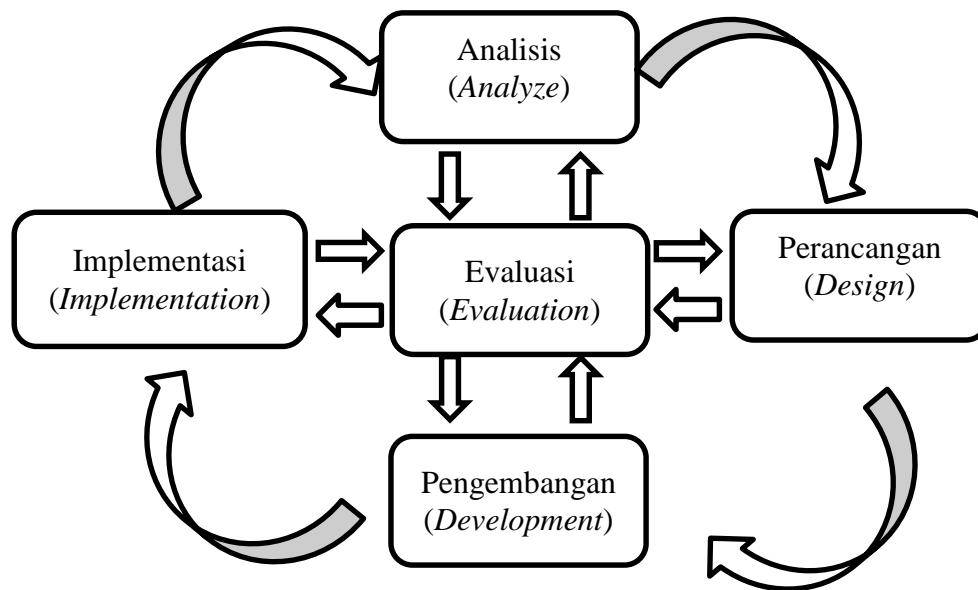 Analisis
(Analyze)
Implementasi
(Implementation)
Evaluasi
(Evaluation)
Perancangan
(Design)
Pengembangan
(Development)